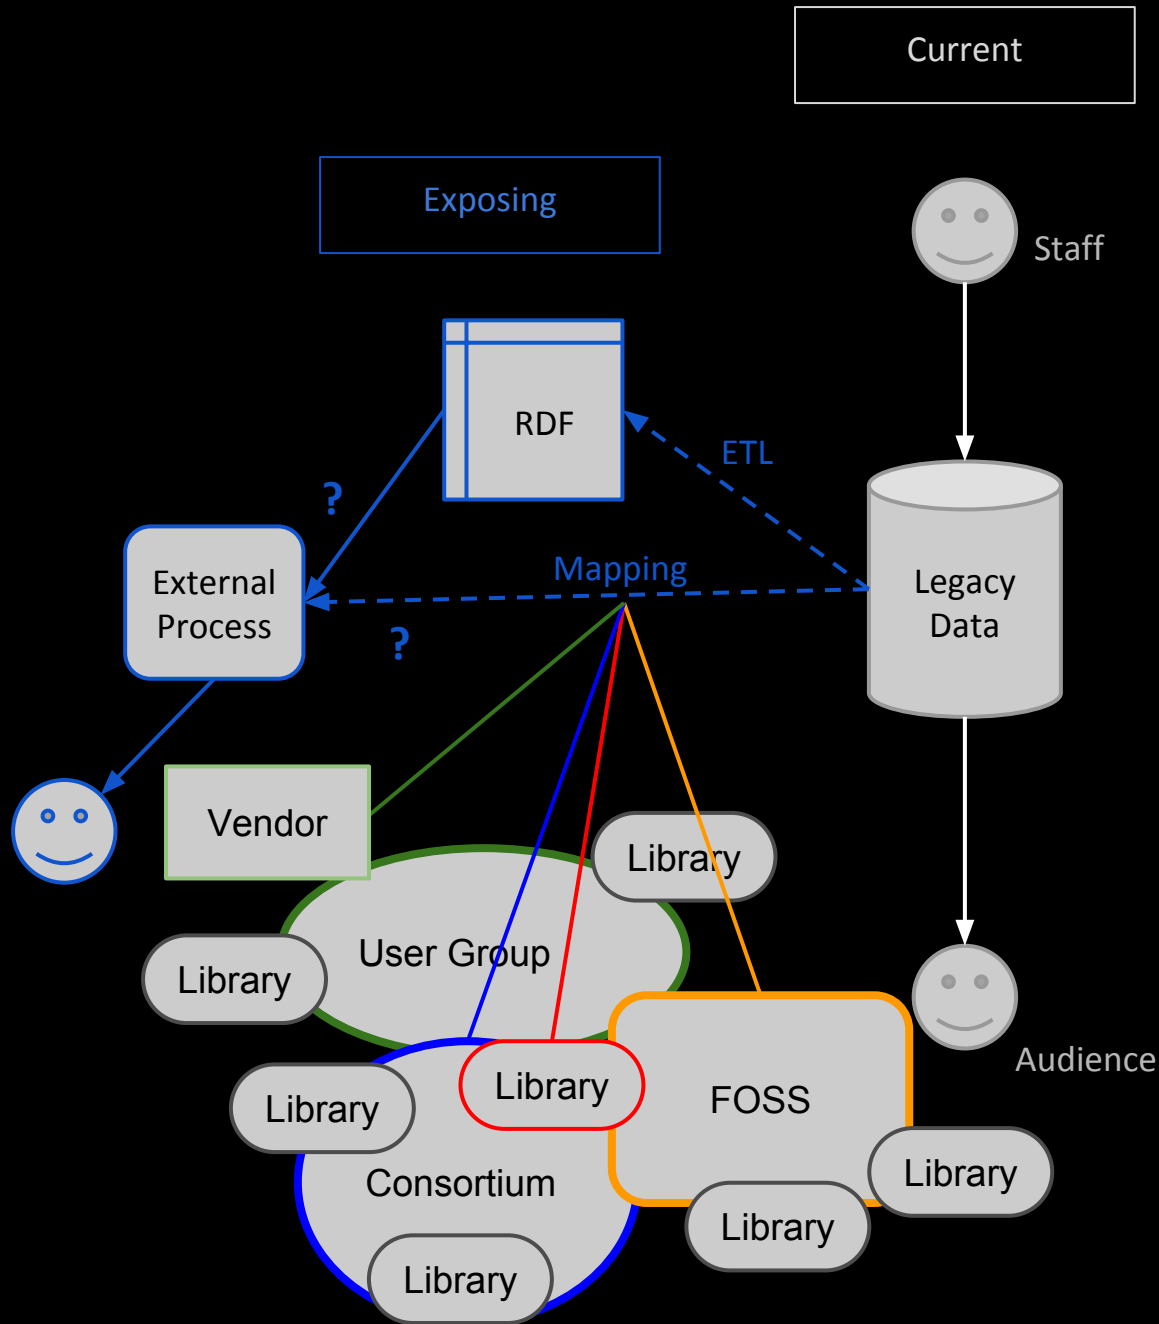 Current
Exposing
Staff
RDF
ETL
?
Mapping
External
Process
Legacy
Data
?
Vendor
Library
User Group
Library
Audience
Library
Library
FOSS
Consortium
Library
Library
Library